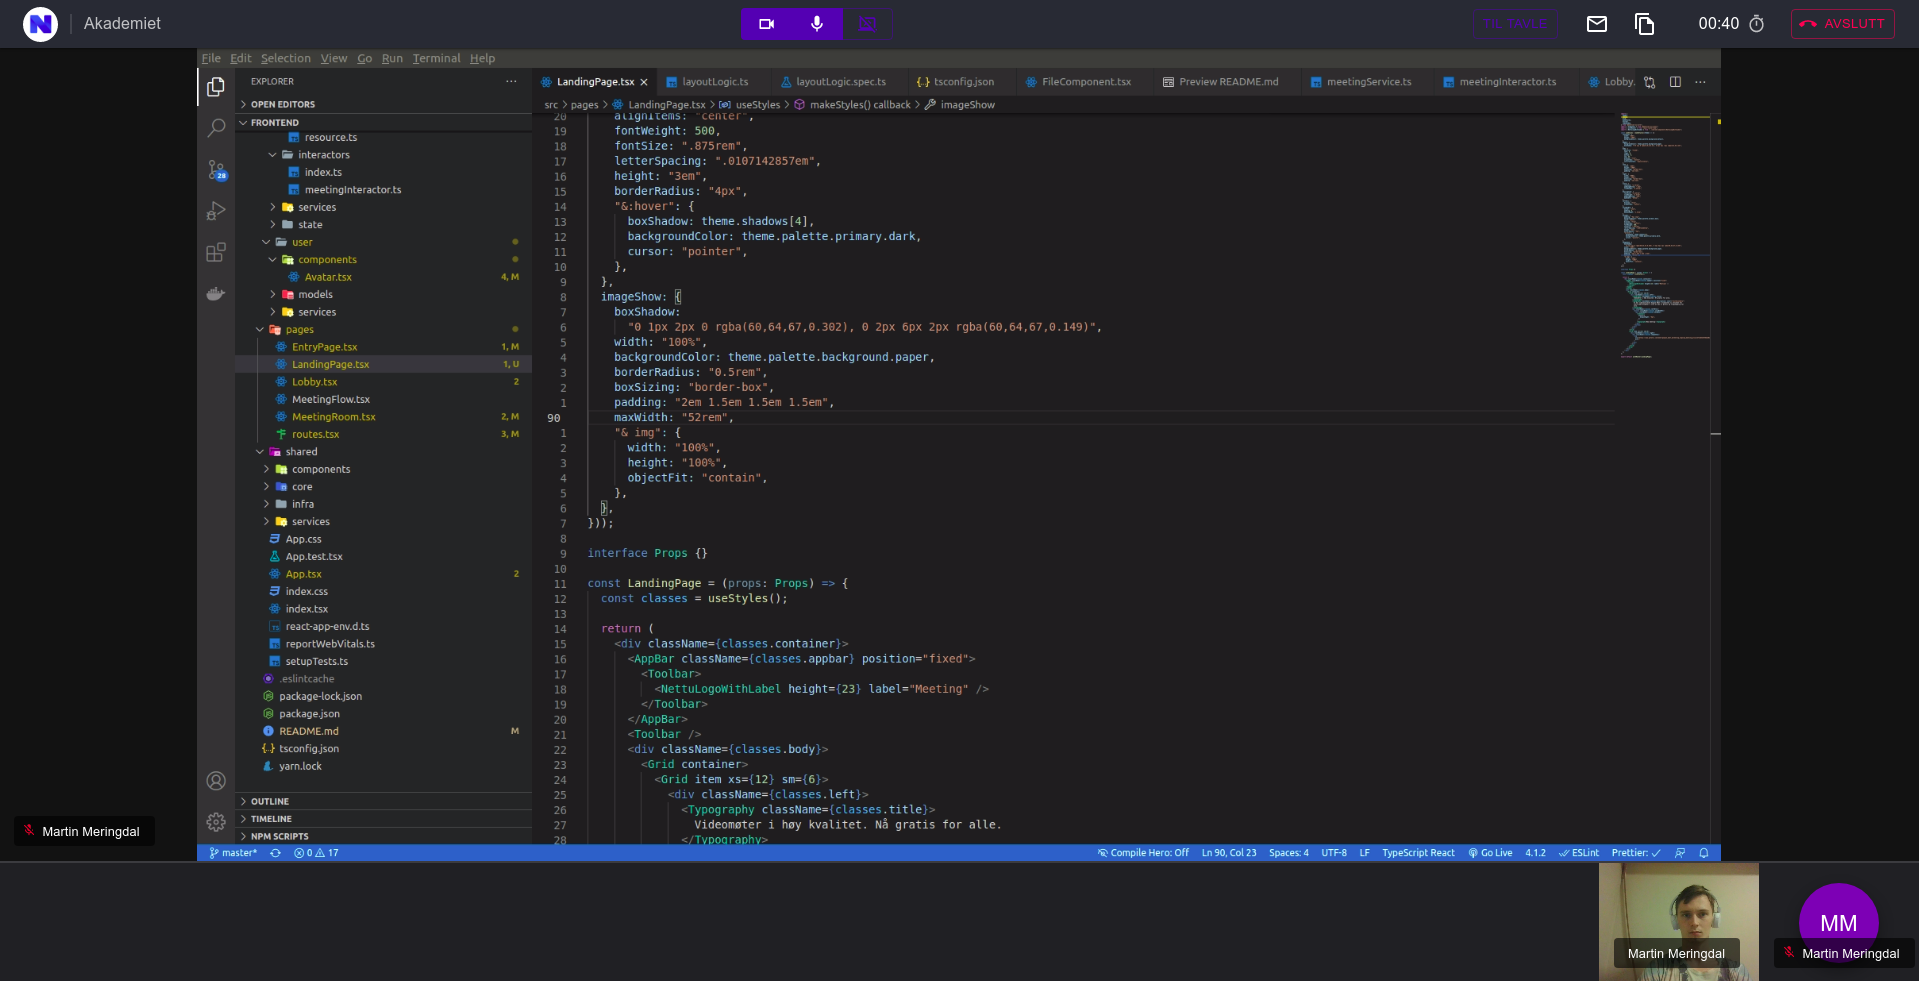 N
Akademiet
00:40
AVSLUTT
File Edit Selection View Go Run Terminal Help
EXPLORER
OPEN EDITORS
FRONTEND
resource.ts
interactors
index.ts
meetingInteractor.ts
services
state
user
components
Avatar.tsx 4, M
models
services
pages
EntryPage.tsx 1, M
LandingPage.tsx 1, U
Lobby.tsx 2
MeetingFlow.tsx
MeetingRoom.tsx 2, M
routes.tsx 3, M
shared
components
core
infra
services
App.css
App.test.tsx
App.tsx 2
index.css
index.tsx
react-app-env.d.ts
reportWebVitals.ts
setupTests.ts
.eslintcache
package-lock.json
package.json
README.md M
tsconfig.json
yarn.lock
OUTLINE
TIMELINE
NPM SCRIPTS
28
LandingPage.tsx layoutLogic.ts layoutLogic.spec.ts tsconfig.json FileComponent.tsx Preview README.md meetingService.ts meetingInteractor.ts Lobby.
src > pages > LandingPage.tsx > useStyles > makeStyles() callback > imageShow
20 alignItems: "center",
19 fontWeight: 500,
18 fontSize: ".875rem",
17 letterSpacing: ".0107142857em",
16 height: "3em",
15 borderRadius: "4px",
14 "&:hover": {
13 boxShadow: theme.shadows[4],
12 backgroundColor: theme.palette.primary.dark,
11 cursor: "pointer",
10 },
9 },
8 imageShow: {
7 boxShadow:
6 "0 1px 2px 0 rgba(60,64,67,0.302), 0 2px 6px 2px rgba(60,64,67,0.149)",
5 width: "100%",
4 backgroundColor: theme.palette.background.paper,
3 borderRadius: "0.5rem",
2 boxSizing: "border-box",
1 padding: "2em 1.5em 1.5em 1.5em",
90 maxWidth: "52rem",
1 "& img": {
2 width: "100%",
3 height: "100%",
4 objectFit: "contain",
5 },
6 },
7 }));
8
9 interface Props {}
10
11 const LandingPage = (props: Props) => {
12 const classes = useStyles();
13
14 return (
15 <div className={classes.container}>
16 <AppBar className={classes.appbar} position="fixed">
17 <Toolbar>
18 <NettuLogoWithLabel height={23} label="Meeting" />
19 </Toolbar>
20 </AppBar>
21 <Toolbar />
22 <div className={classes.body}>
23 <Grid container>
24 <Grid item xs={12} sm={6}>
25 <div className={classes.left}>
26 <Typography className={classes.title}>
27 Videomøter i høy kvalitet. Nå gratis for alle.
28 </Typography>
master* 0 17 Compile Hero: Off Ln 90, Col 23 Spaces: 4 UTF-8 LF TypeScript React Go Live 4.1.2 ESLint Prettier:
Martin Meringdal
Martin Meringdal
MM
Martin Meringdal